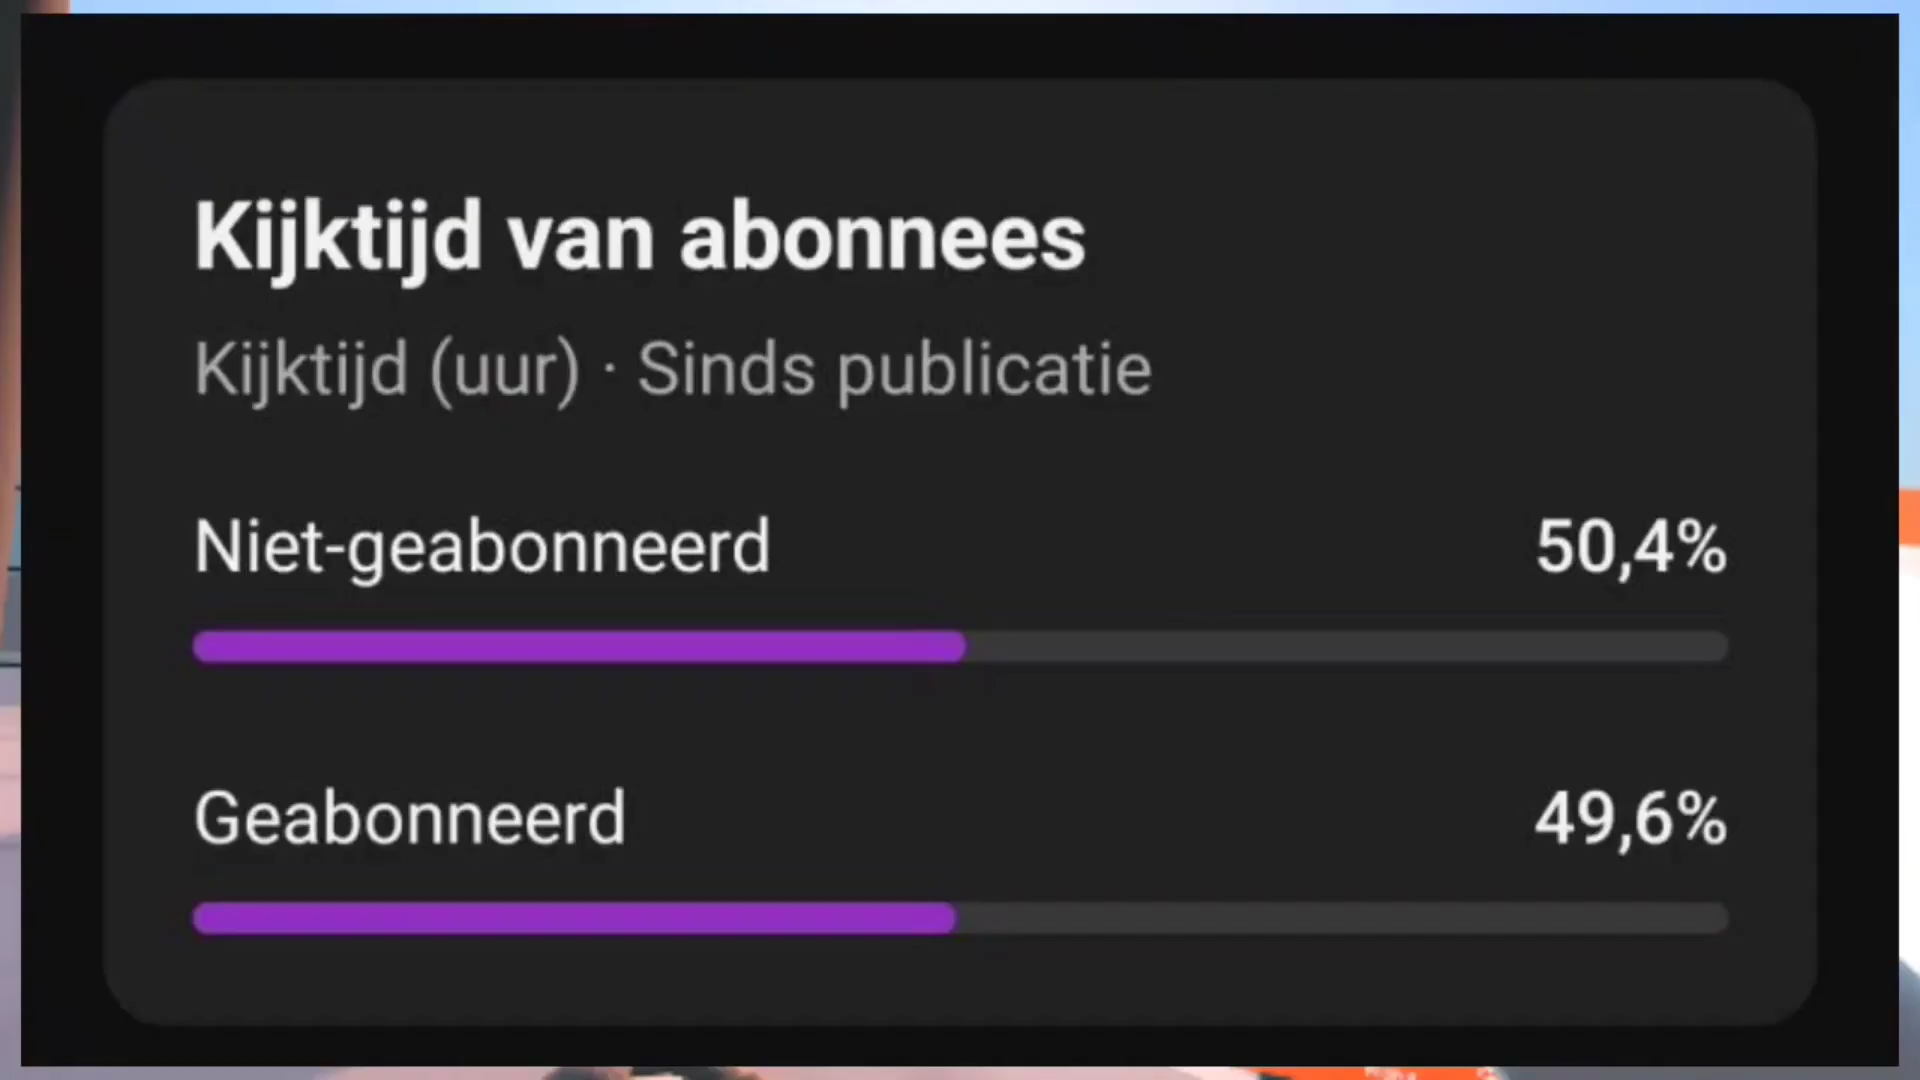 Kijktijd van abonnees
Kijktijd (uur) · Sinds publicatie
Niet-geabonneerd 50,4%
Geabonneerd 49,6%